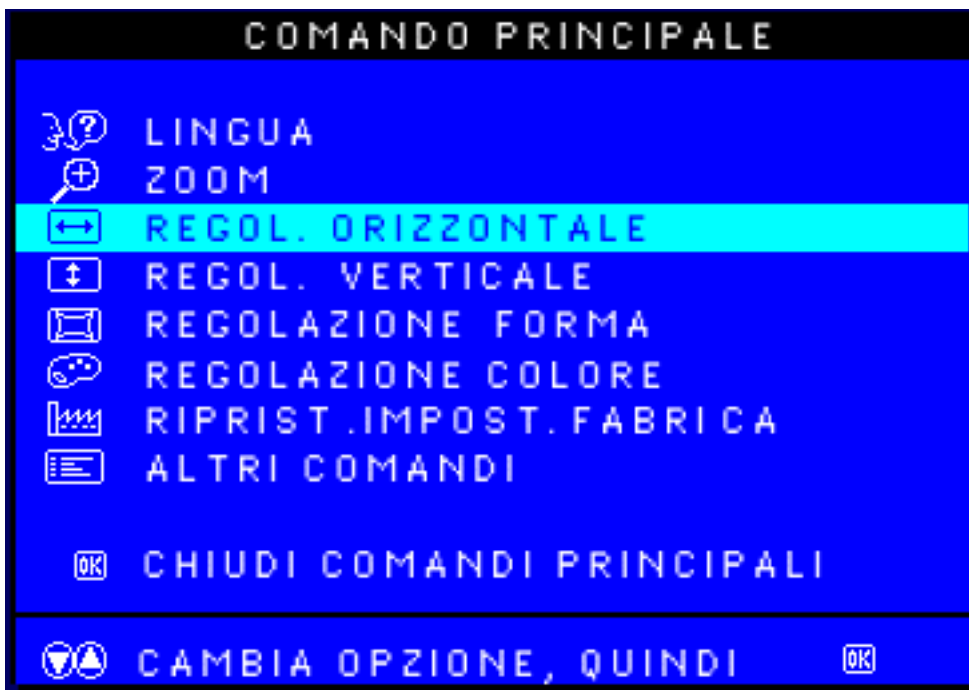 COMANDO PRINCIPALE
LINGUA
ZOOM
REGOL. ORIZZONTALE
REGOL. VERTICALE
REGOLAZIONE FORMA
REGOLAZIONE COLORE
RIPRIST.IMPOST.FABRICA
ALTRI COMANDI
OK CHIUDI COMANDI PRINCIPALI
CAMBIA OPZIONE, QUINDI OK